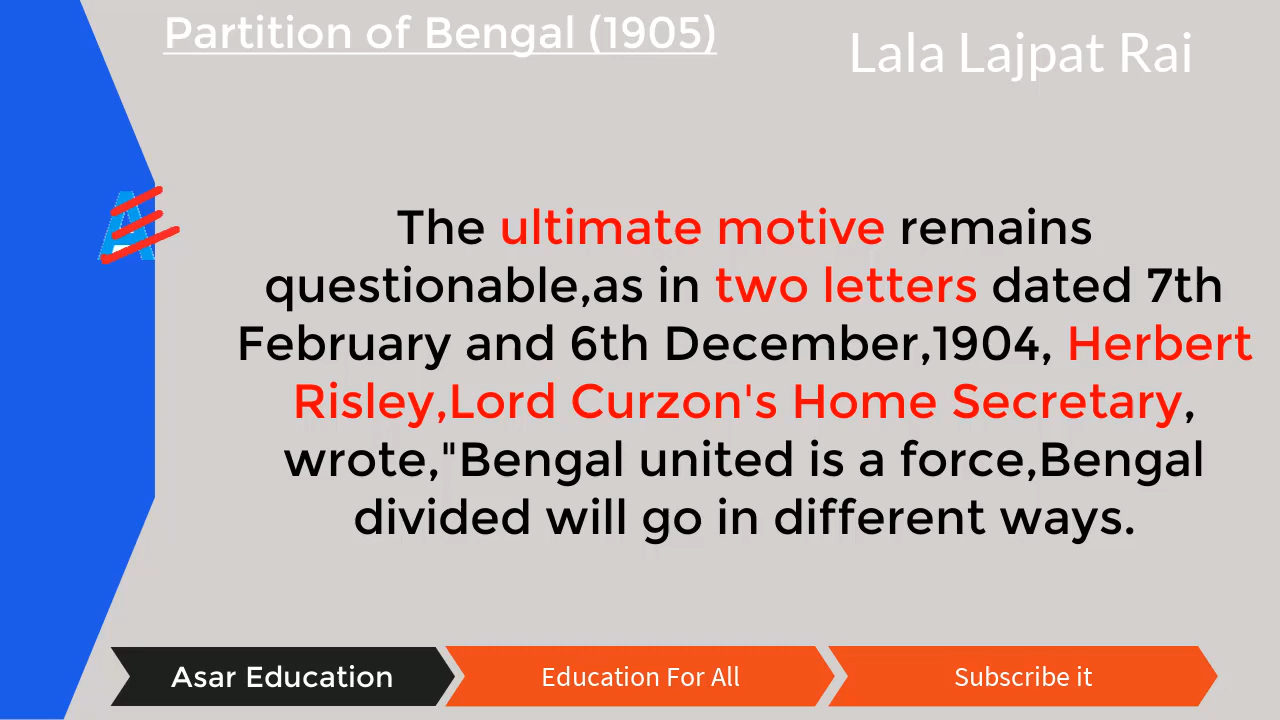 Partition of Bengal (1905)
Lala Lajpat Rai
The ultimate motive remains
questionable,as in two letters dated 7th
February and 6th December,1904, Herbert
Risley,Lord Curzon's Home Secretary,
wrote,"Bengal united is a force,Bengal
divided will go in different ways.
Asar Education
Education For All
Subscribe it